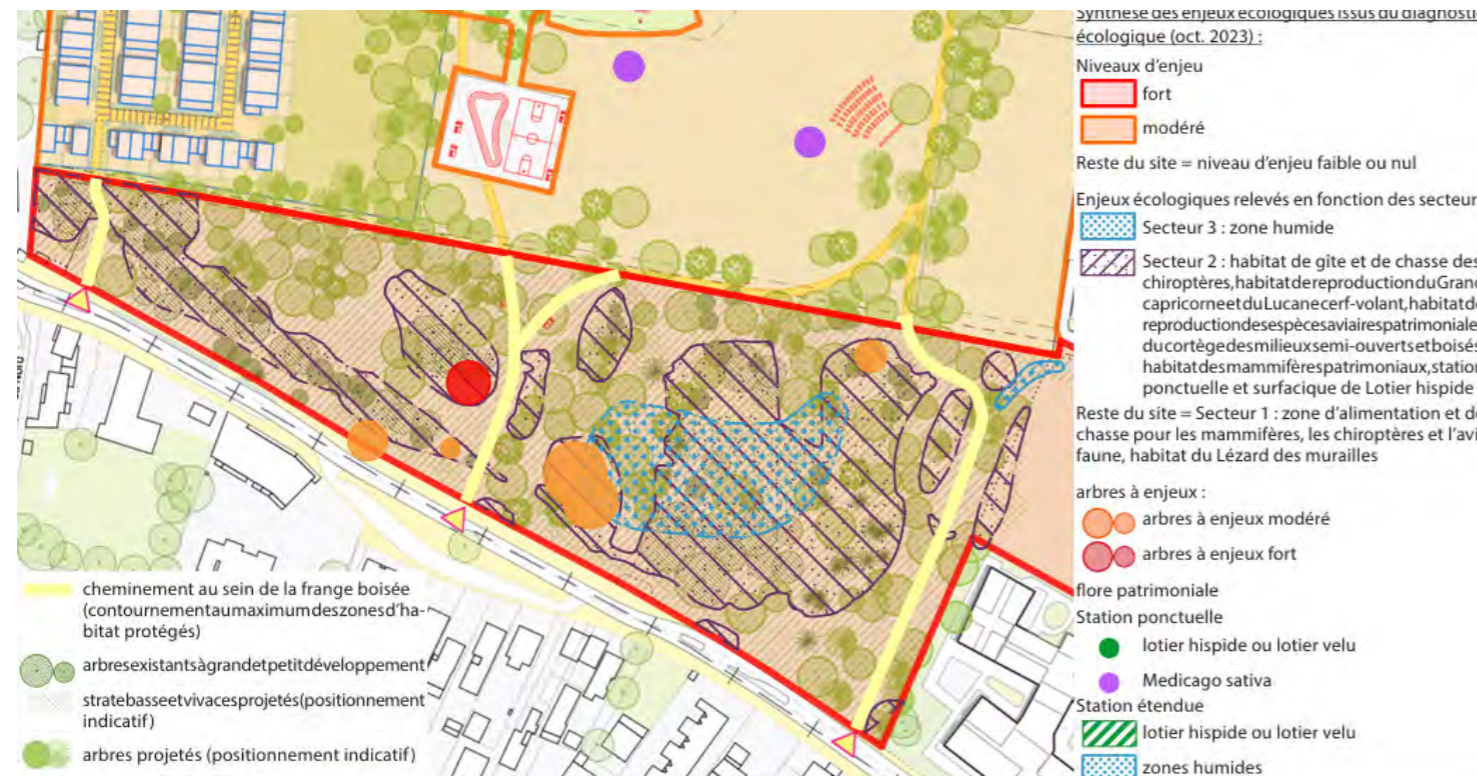 Synthèse des enjeux écologiques issus du diagnosti
écologique (oct. 2023) :
Niveaux d'enjeu
fort
modéré
Reste du site = niveau d'enjeu faible ou nul
Enjeux écologiques relevés en fonction des secteur
Secteur 3 : zone humide
Secteur 2 : habitat de gîte et de chasse des
chiroptères,habitatdereproductionduGrand
capricorneetduLucanecerf-volant,habitatde
reproductiondesespècesaviairespatrimoniale
ducortègedesmilieuxsemi-ouvertsetboisés
habitatdesmammifèrespatrimoniaux,station
ponctuelle et surfacique de Lotier hispide
Reste du site = Secteur 1 : zone d'alimentation et de
chasse pour les mammifères, les chiroptères et l'avi
faune, habitat du Lézard des murailles
arbres à enjeux :
arbres à enjeux modéré
arbres à enjeux fort
flore patrimoniale
Station ponctuelle
lotier hispide ou lotier velu
Medicago sativa
Station étendue
lotier hispide ou lotier velu
zones humides
cheminement au sein de la frange boisée
(contournementaumaximumdeszonesd'ha-
bitat protégés)
arbresexistantsàgrandetpetitdéveloppement
stratebasseetvivacesprojetés(positionnement
indicatif)
arbres projetés (positionnement indicatif)